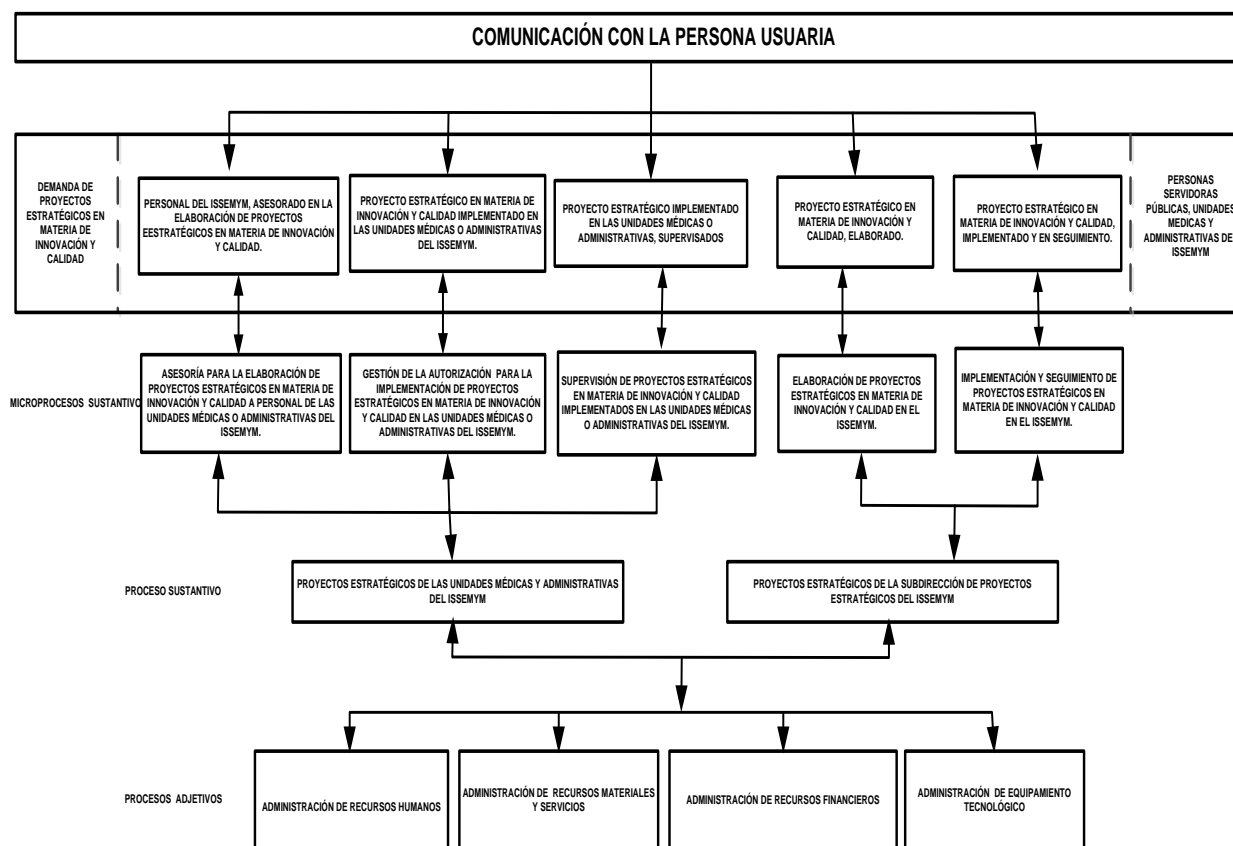 COMUNICACIÓN CON LA PERSONA USUARIA
DEMANDA DE
PROYECTOS
ESTRATÉGICOS EN
MATERIA DE
INNOVACIÓN Y
CALIDAD
PERSONAL DEL ISSEMYM, ASESORADO EN LA
ELABORACIÓN DE PROYECTOS
EESTRATÉGICOS EN MATERIA DE INNOVACIÓN
Y CALIDAD.
PROYECTO ESTRATÉGICO EN MATERIA DE
INNOVACIÓN Y CALIDAD IMPLEMENTADO EN
LAS UNIDADES MÉDICAS O ADMINISTRATIVAS
DEL ISSEMYM.
PROYECTO ESTRATÉGICO IMPLEMENTADO
EN LAS UNIDADES MÉDICAS O
ADMINISTRATIVAS, SUPERVISADOS
PROYECTO ESTRATÉGICO EN
MATERIA DE INNOVACIÓN Y
CALIDAD, ELABORADO.
PROYECTO ESTRATÉGICO EN
MATERIA DE INNOVACIÓN Y CALIDAD,
IMPLEMENTADO Y EN SEGUIMIENTO.
PERSONAS
SERVIDORAS
PÚBLICAS, UNIDADES
MEDICAS Y
ADMINISTRATIVAS DE
ISSEMYM
MICROPROCESOS SUSTANTIVO
ASESORÍA PARA LA ELABORACIÓN DE
PROYECTOS ESTRATÉGICOS EN MATERIA DE
INNOVACIÓN Y CALIDAD A PERSONAL DE LAS
UNIDADES MÉDICAS O ADMINISTRATIVAS DEL
ISSEMYM.
GESTIÓN DE LA AUTORIZACIÓN PARA LA
IMPLEMENTACIÓN DE PROYECTOS
ESTRATÉGICOS EN MATERIA DE INNOVACIÓN
Y CALIDAD EN LAS UNIDADES MÉDICAS O
ADMINISTRATIVAS DEL ISSEMYM.
SUPERVISIÓN DE PROYECTOS ESTRATÉGICOS
EN MATERIA DE INNOVACIÓN Y CALIDAD
IMPLEMENTADOS EN LAS UNIDADES MÉDICAS
O ADMINISTRATIVAS DEL ISSEMYM.
ELABORACIÓN DE PROYECTOS
ESTRATÉGICOS EN MATERIA DE
INNOVACIÓN Y CALIDAD EN EL
ISSEMYM.
IMPLEMENTACIÓN Y SEGUIMIENTO DE
PROYECTOS ESTRATÉGICOS EN
MATERIA DE INNOVACIÓN Y CALIDAD
EN EL ISSEMYM.
PROCESO SUSTANTIVO
PROYECTOS ESTRATÉGICOS DE LAS UNIDADES MÉDICAS Y ADMINISTRATIVAS
DEL ISSEMYM
PROYECTOS ESTRATÉGICOS DE LA SUBDIRECCIÓN DE PROYECTOS
ESTRATÉGICOS DEL ISSEMYM
PROCESOS ADJETIVOS
ADMINISTRACIÓN DE RECURSOS HUMANOS
ADMINISTRACIÓN DE RECURSOS MATERIALES
Y SERVICIOS
ADMINISTRACIÓN DE RECURSOS FINANCIEROS
ADMINISTRACIÓN DE EQUIPAMIENTO
TECNOLÓGICO